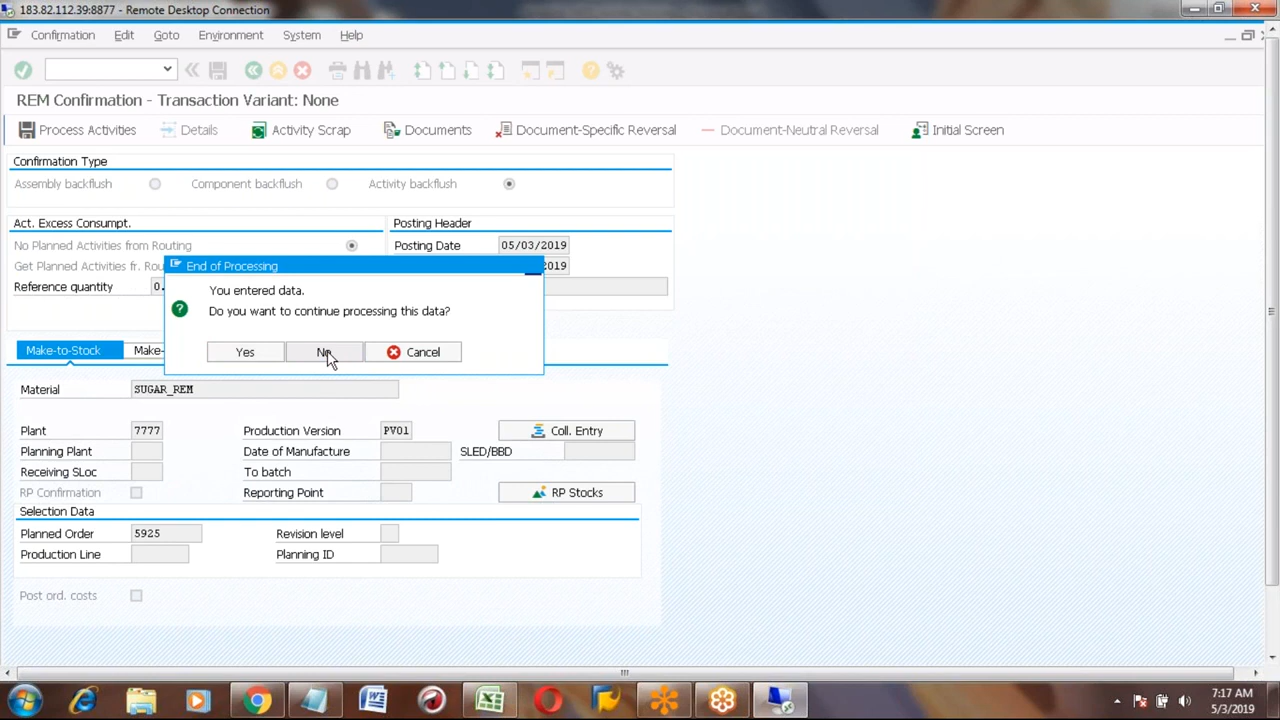 183.82.112.39:8877 - Remote Desktop Connection
Confirmation Edit Goto Environment System Help
REM Confirmation - Transaction Variant: None
Process Activities Details Activity Scrap Documents Document-Specific Reversal Document-Neutral Reversal Initial Screen
Confirmation Type
Assembly backflush Component backflush Activity backflush
Act. Excess Consumpt. Posting Header
No Planned Activities from Routing Posting Date 05/03/2019
Get Planned Activities fr. 2019
Reference quantity 0.
End of Processing
You entered data.
Do you want to continue processing this data?
Yes No Cancel
Make-to-Stock Make-
Material SUGAR_REM
Plant 7777 Production Version PV01 Coll. Entry
Planning Plant Date of Manufacture SLED/BBD
Receiving SLoc To batch
RP Confirmation Reporting Point RP Stocks
Selection Data
Planned Order 5925 Revision level
Production Line Planning ID
Post ord. costs
7:17 AM
5/3/2019